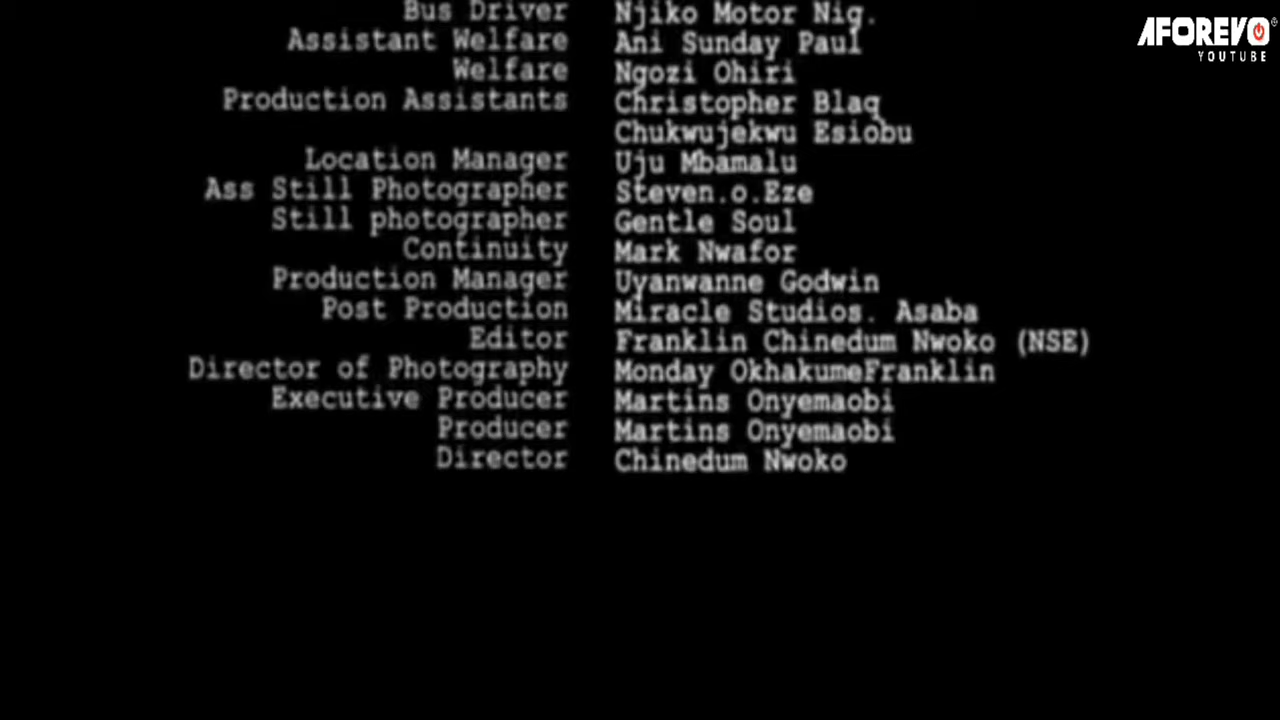 Bus Driver Njiko Motor Nig.
Assistant Welfare Ani Sunday Paul
Welfare Ngozi Ohiri
Production Assistants Christopher Blaq
Chukwujekwu Esiobu
Location Manager Uju Mbamalu
Ass Still Photographer Steven.o.Eze
Still photographer Gentle Soul
Continuity Mark Nwafor
Production Manager Uyanwanne Godwin
Post Production Miracle Studios. Asaba
Editor Franklin Chinedum Nwoko (NSE)
Director of Photography Monday OkhakumeFranklin
Executive Producer Martins Onyemaobi
Producer Martins Onyemaobi
Director Chinedum Nwoko
AFOREVO®
YOUTUBE